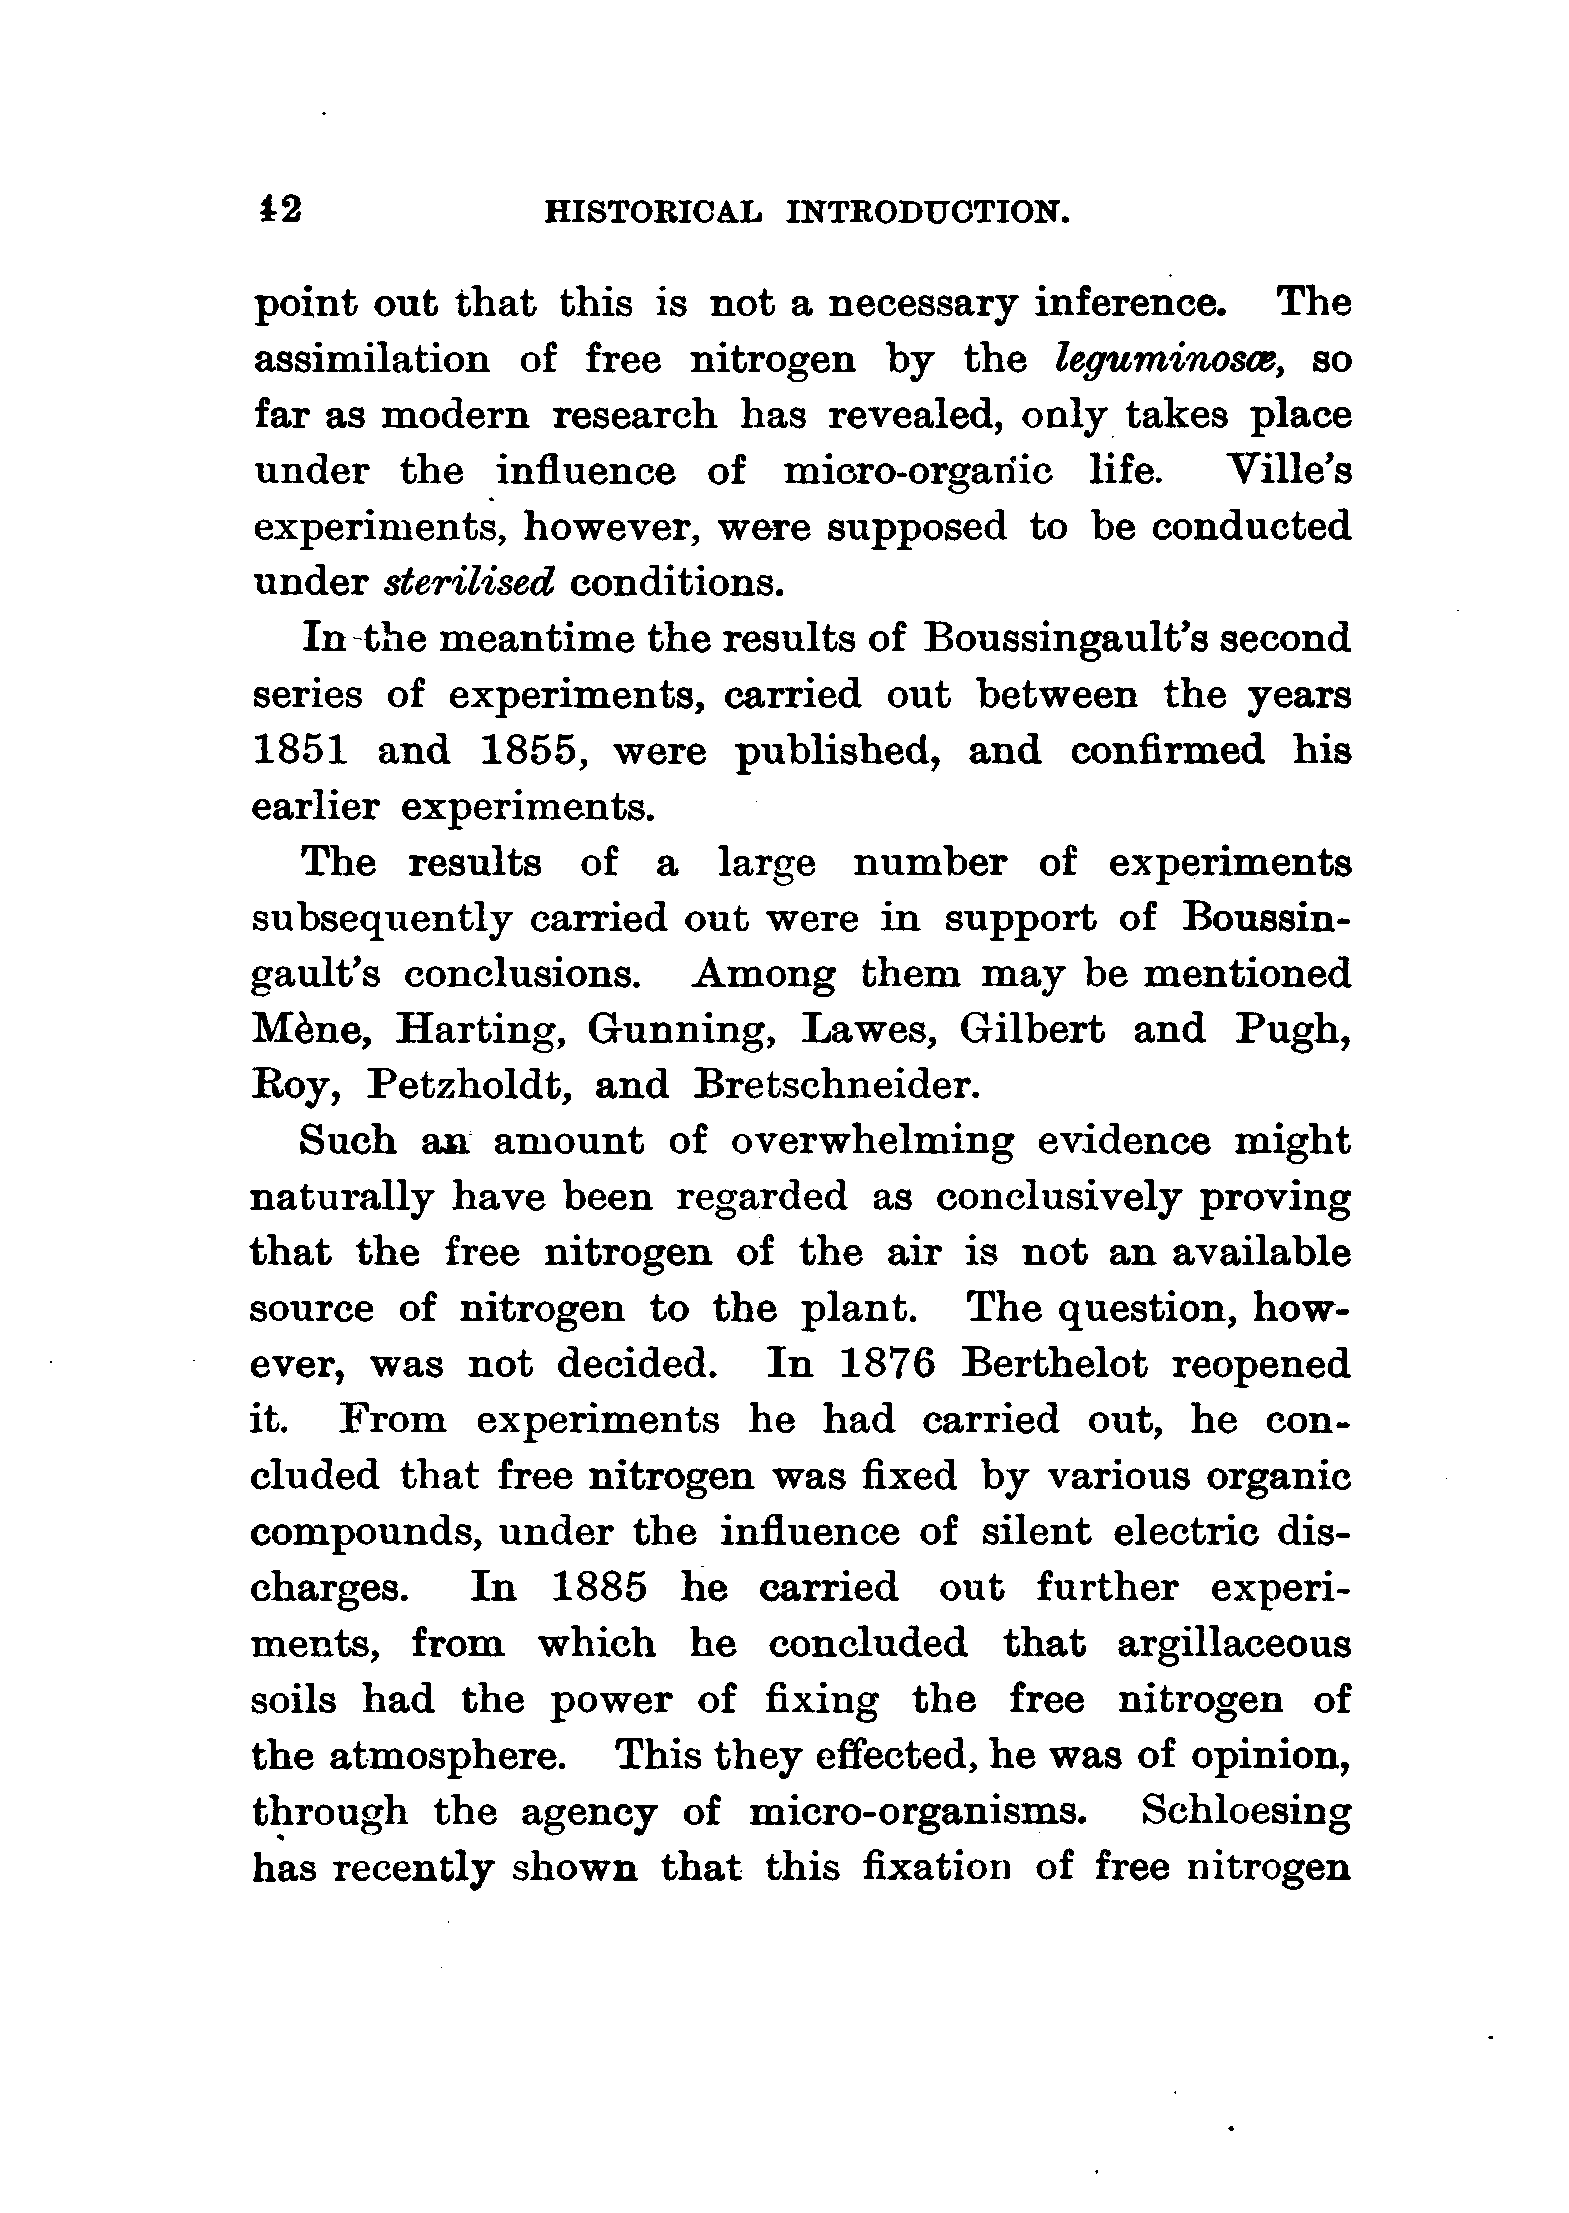 42 HISTORICAL INTRODUCTION.
point out that this is not a necessary inference. The
assimilation of free nitrogen by the leguminosæ, so
far as modern research has revealed, only takes place
under the influence of micro-organic life. Ville's
experiments, however, were supposed to be conducted
under sterilised conditions.
In the meantime the results of Boussingault's second
series of experiments, carried out between the years
1851 and 1855, were published, and confirmed his
earlier experiments.
The results of a large number of experiments
subsequently carried out were in support of Boussin-
gault's conclusions. Among them may be mentioned
Mène, Harting, Gunning, Lawes, Gilbert and Pugh,
Roy, Petzholdt, and Bretschneider.
Such an amount of overwhelming evidence might
naturally have been regarded as conclusively proving
that the free nitrogen of the air is not an available
source of nitrogen to the plant. The question, how-
ever, was not decided. In 1876 Berthelot reopened
it. From experiments he had carried out, he con-
cluded that free nitrogen was fixed by various organic
compounds, under the influence of silent electric dis-
charges. In 1885 he carried out further experi-
ments, from which he concluded that argillaceous
soils had the power of fixing the free nitrogen of
the atmosphere. This they effected, he was of opinion,
through the agency of micro-organisms. Schloesing
has recently shown that this fixation of free nitrogen